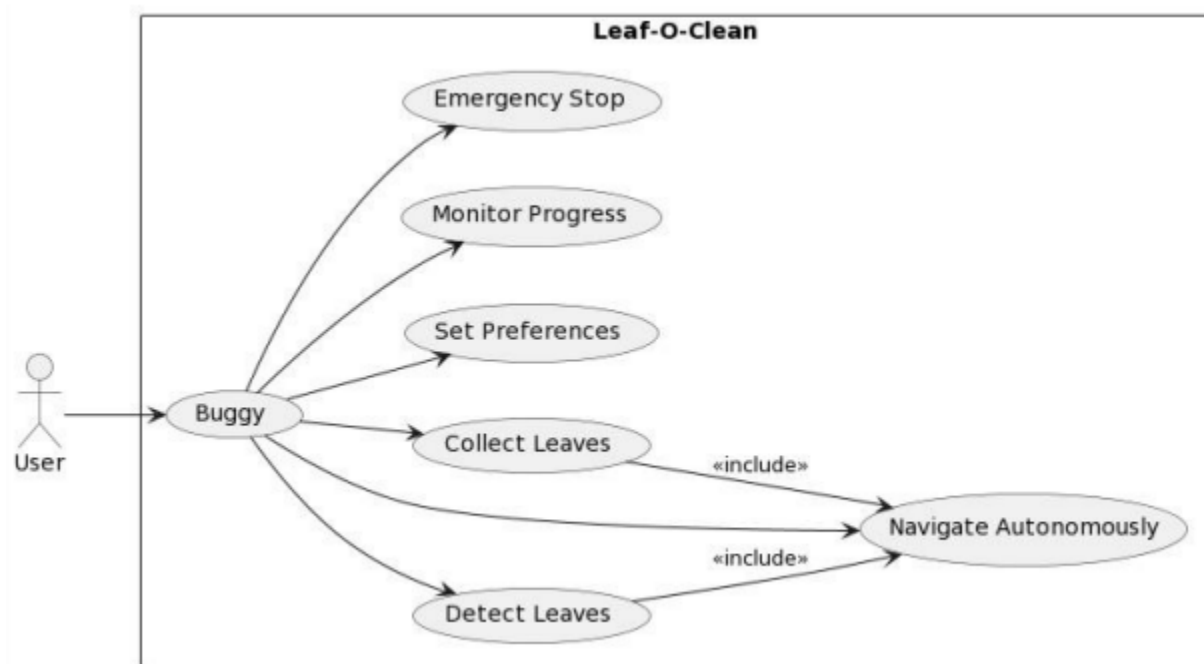 Leaf-O-Clean
Emergency Stop
Monitor Progress
Set Preferences
Buggy
User
Collect Leaves
«include»
Navigate Autonomously
«include»
Detect Leaves